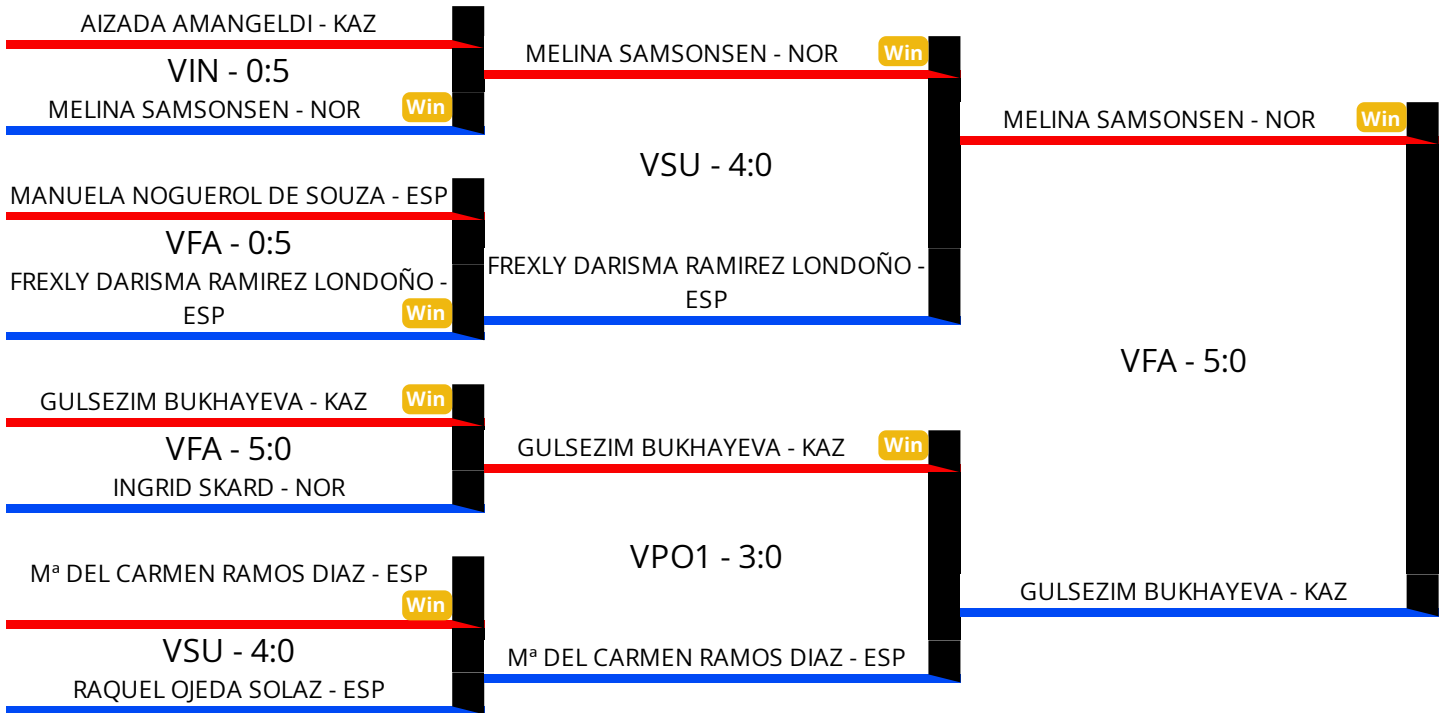 AIZADA AMANGELDI - KAZ
VIN - 0:5
MELINA SAMSONSEN - NOR
Win
MANUELA NOGUEROL DE SOUZA - ESP
VFA - 0:5
FREXLY DARISMA RAMIREZ LONDOÑO -
ESP
Win
GULSEZIM BUKHAYEVA - KAZ
Win
VFA - 5:0
INGRID SKARD - NOR
Mª DEL CARMEN RAMOS DIAZ - ESP
Win
VSU - 4:0
RAQUEL OJEDA SOLAZ - ESP
MELINA SAMSONSEN - NOR
Win
VSU - 4:0
FREXLY DARISMA RAMIREZ LONDOÑO -
ESP
GULSEZIM BUKHAYEVA - KAZ
Win
VPO1 - 3:0
Mª DEL CARMEN RAMOS DIAZ - ESP
MELINA SAMSONSEN - NOR
Win
VFA - 5:0
GULSEZIM BUKHAYEVA - KAZ